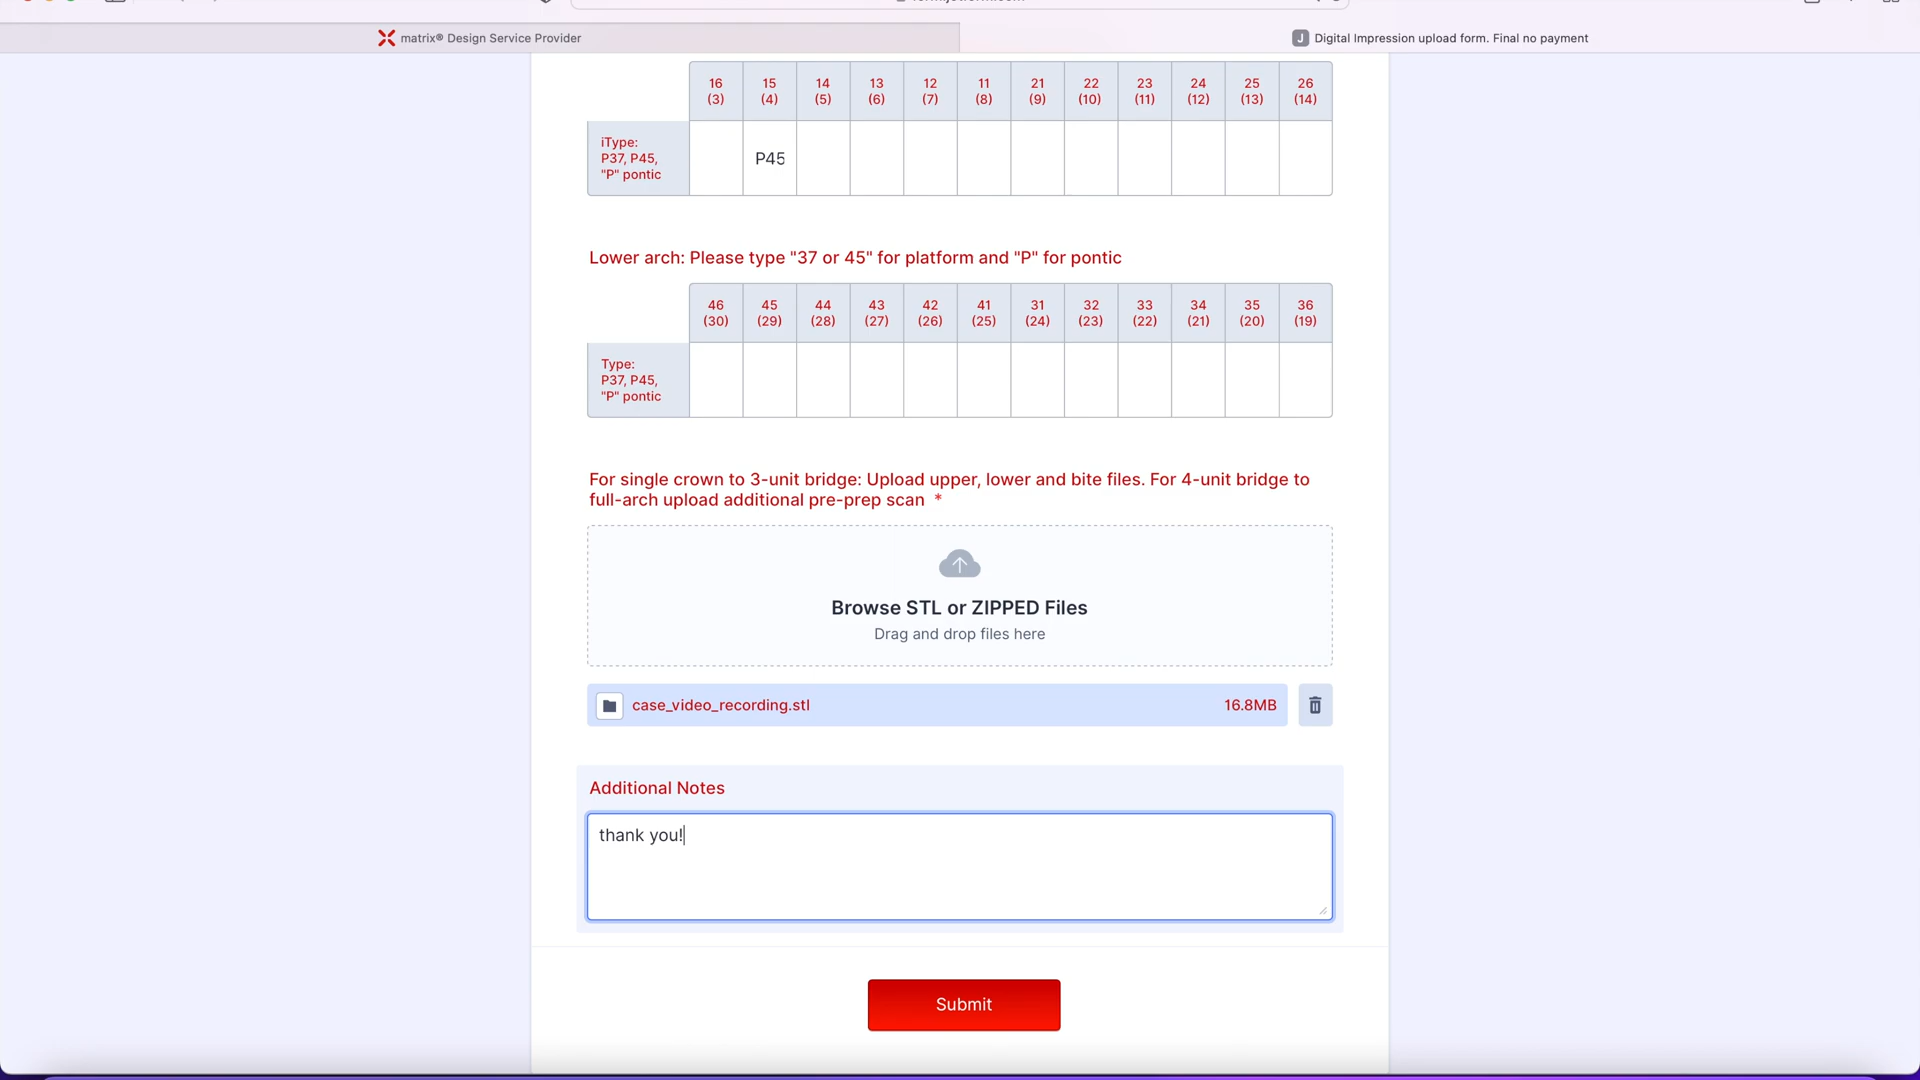 matrix® Design Service Provider
J Digital Impression upload form. Final no payment
16 15 14 13 12 11 21 22 23 24 25 26
(3) (4) (5) (6) (7) (8) (9) (10) (11) (12) (13) (14)
iType:
P37, P45,
"P" pontic
P45
Lower arch: Please type "37 or 45" for platform and "P" for pontic
46 45 44 43 42 41 31 32 33 34 35 36
(30) (29) (28) (27) (26) (25) (24) (23) (22) (21) (20) (19)
Type:
P37, P45,
"P" pontic
For single crown to 3-unit bridge: Upload upper, lower and bite files. For 4-unit bridge to
full-arch upload additional pre-prep scan *
Browse STL or ZIPPED Files
Drag and drop files here
case_video_recording.stl 16.8MB
Additional Notes
thank you!
Submit